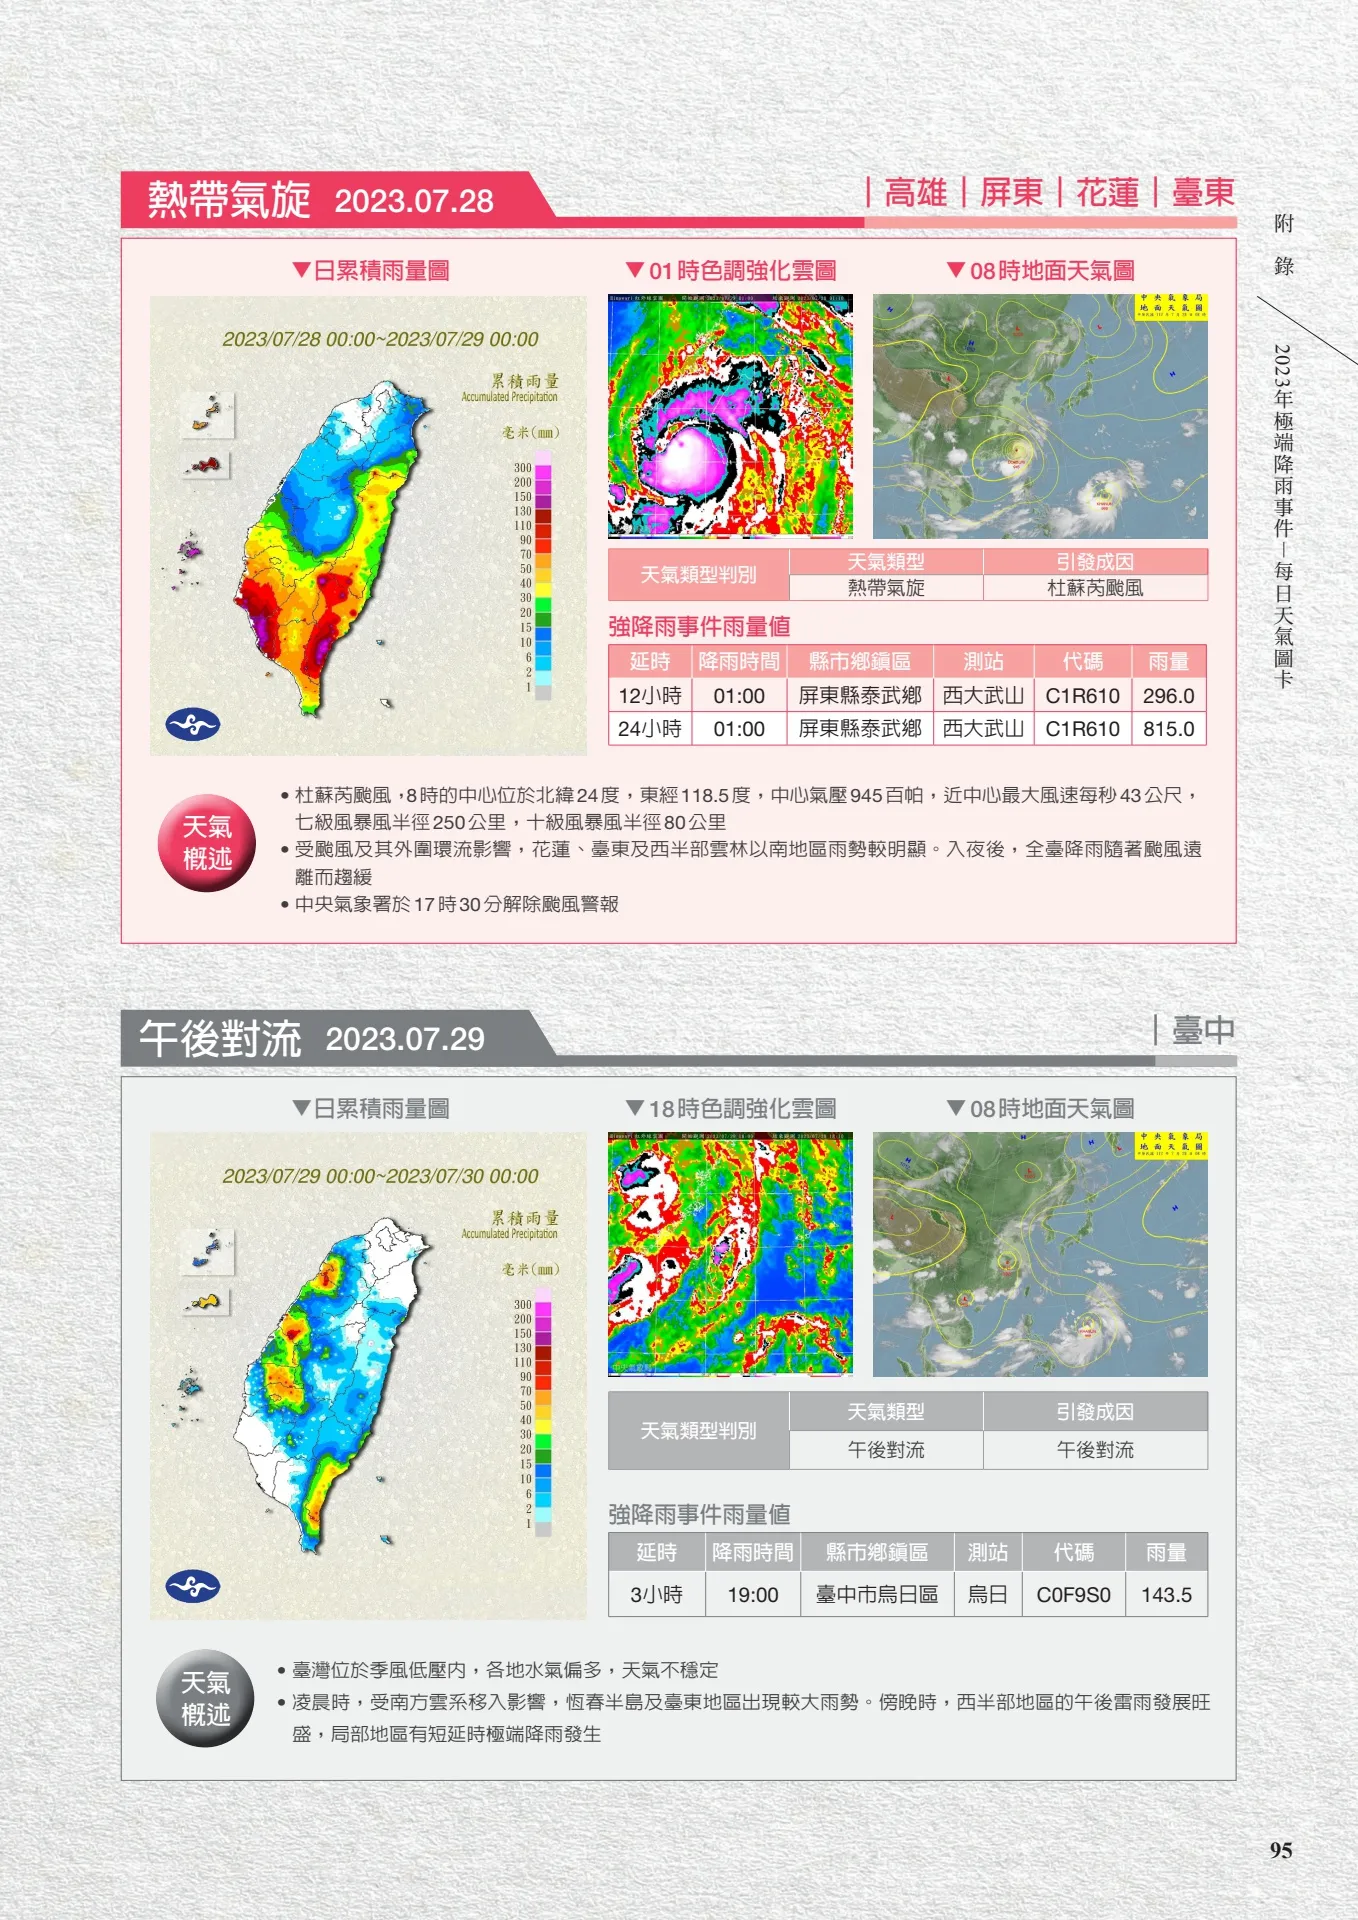 熱帶氣旋 2023.07.28
｜高雄｜屏東｜花蓮｜臺東
▼日累積雨量圖
2023/07/28 00:00~2023/07/29 00:00
累積雨量
Accumulated Precipitation
毫米(mm)
300
200
150
130
110
90
70
50
40
30
20
15
10
6
2
1
▼01時色調強化雲圖
▼08時地面天氣圖
中央氣象局
地面天氣圖
天氣類型判別 天氣類型 引發成因
熱帶氣旋 杜蘇芮颱風
強降雨事件雨量值
延時 降雨時間 縣市鄉鎮區 測站 代碼 雨量
12小時 01:00 屏東縣泰武鄉 西大武山 C1R610 296.0
24小時 01:00 屏東縣泰武鄉 西大武山 C1R610 815.0
天氣
概述
•杜蘇芮颱風，8時的中心位於北緯24度，東經118.5度，中心氣壓945百帕，近中心最大風速每秒43公尺，
七級風暴風半徑250公里，十級風暴風半徑80公里
•受颱風及其外圍環流影響，花蓮、臺東及西半部雲林以南地區雨勢較明顯。入夜後，全臺降雨隨著颱風遠
離而趨緩
•中央氣象署於17時30分解除颱風警報
午後對流 2023.07.29
｜臺中
▼日累積雨量圖
2023/07/29 00:00~2023/07/30 00:00
累積雨量
Accumulated Precipitation
毫米(mm)
300
200
150
130
110
90
70
50
40
30
20
15
10
6
2
1
▼18時色調強化雲圖
▼08時地面天氣圖
中央氣象局
地面天氣圖
天氣類型判別 天氣類型 引發成因
午後對流 午後對流
強降雨事件雨量值
延時 降雨時間 縣市鄉鎮區 測站 代碼 雨量
3小時 19:00 臺中市烏日區 烏日 C0F9S0 143.5
天氣
概述
•臺灣位於季風低壓內，各地水氣偏多，天氣不穩定
•凌晨時，受南方雲系移入影響，恆春半島及臺東地區出現較大雨勢。傍晚時，西半部地區的午後雷雨發展旺
盛，局部地區有短延時極端降雨發生
附錄
2023年極端降雨事件—每日天氣圖卡
95